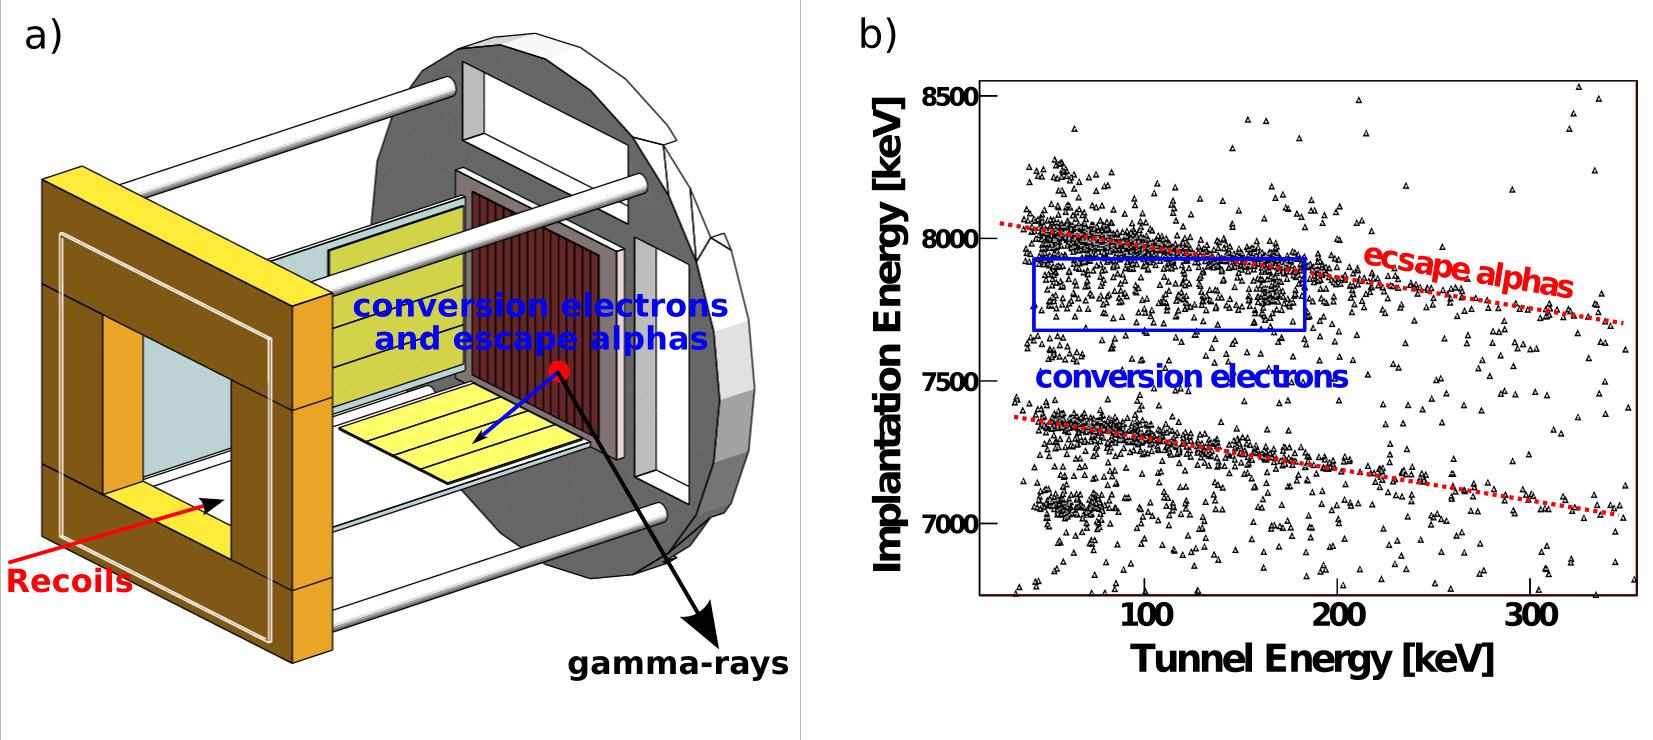 a)
conversion electrons
and escape alphas
Recoils
gamma-rays
b)
Implantation Energy [keV]
8500
8000
7500
7000
ecsape alphas
conversion electrons
100
200
300
Tunnel Energy [keV]